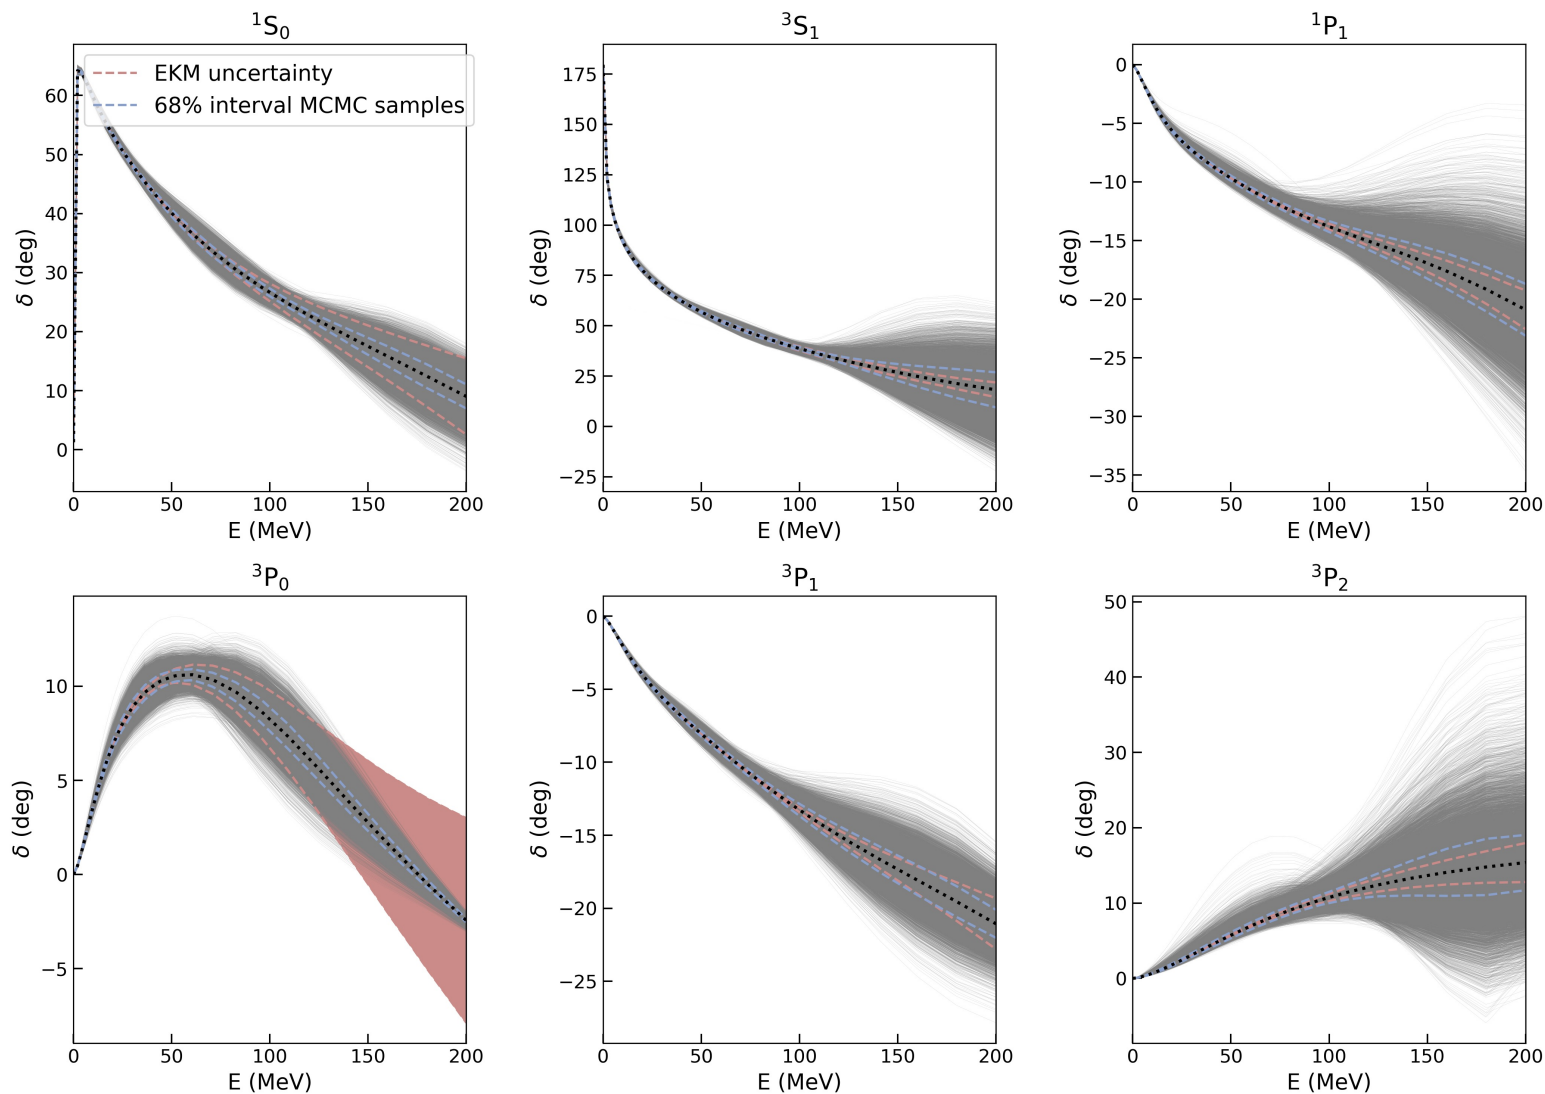 ¹S₀
EKM uncertainty
68% interval MCMC samples
60
50
40
30
20
10
0
δ (deg)
0 50 100 150 200
E (MeV)
³S₁
175
150
125
100
75
50
25
0
−25
δ (deg)
0 50 100 150 200
E (MeV)
¹P₁
0
−5
−10
−15
−20
−25
−30
−35
δ (deg)
0 50 100 150 200
E (MeV)
³P₀
10
5
0
−5
δ (deg)
0 50 100 150 200
E (MeV)
³P₁
0
−5
−10
−15
−20
−25
δ (deg)
0 50 100 150 200
E (MeV)
³P₂
50
40
30
20
10
0
δ (deg)
0 50 100 150 200
E (MeV)